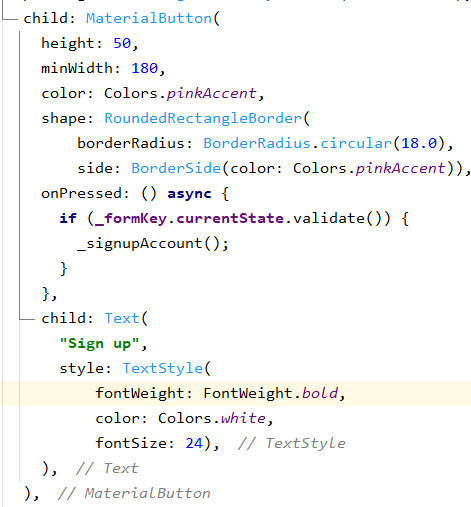 child: MaterialButton(
height: 50,
minWidth: 180,
color: Colors.pinkAccent,
shape: RoundedRectangleBorder(
borderRadius: BorderRadius.circular(18.0),
side: BorderSide(color: Colors.pinkAccent)),
onPressed: () async {
if (_formKey.currentState.validate()) {
_signupAccount();
}
},
child: Text(
"Sign up",
style: TextStyle(
fontWeight: FontWeight.bold,
color: Colors.white,
fontSize: 24),  // TextStyle
),  // Text
),  // MaterialButton